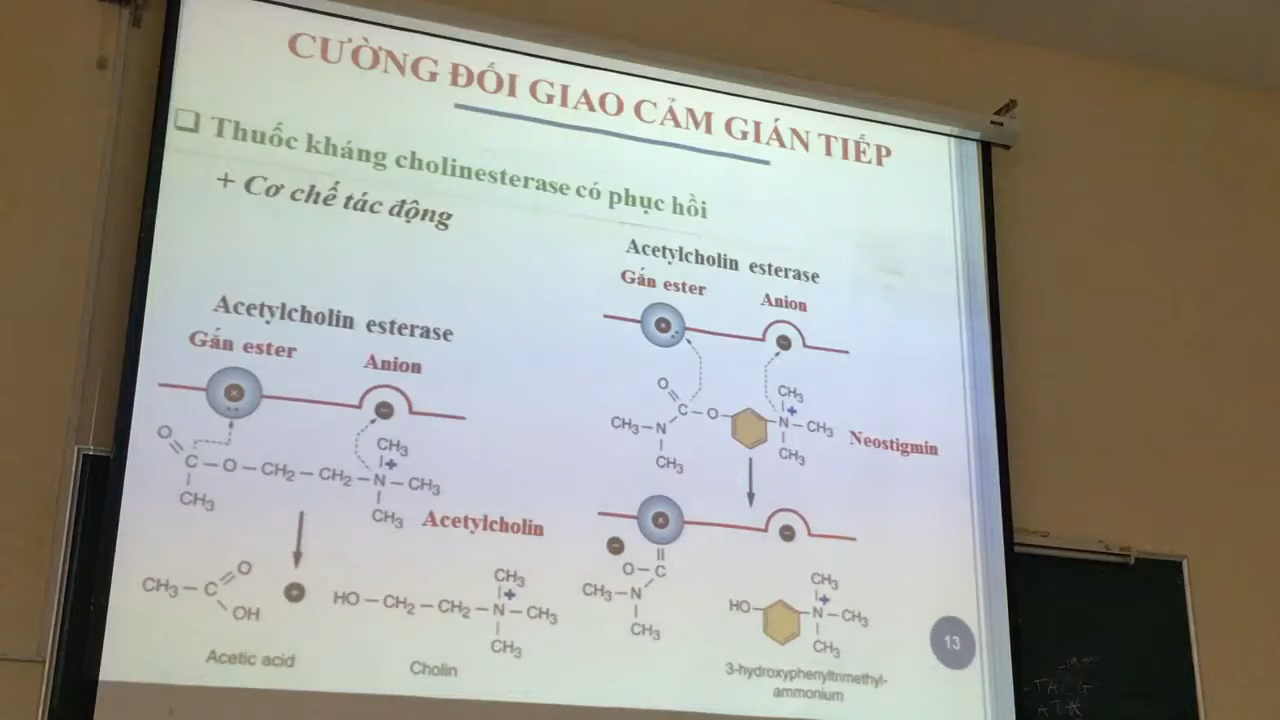 CƯỜNG ĐỐI GIAO CẢM GIÁN TIẾP
❑ Thuốc kháng cholinesterase có phục hồi
+ Cơ chế tác động
Acetylcholin esterase
Gắn ester
Anion
O
C – O – CH₂ – CH₂ – N – CH₃
CH₃
CH₃
+
CH₃
Acetylcholin
CH₃ – C
O
OH
+
HO – CH₂ – CH₂ – N – CH₃
CH₃
+
CH₃
Acetic acid
Cholin
Acetylcholin esterase
Gắn ester
Anion
O
C – O
CH₃ – N
CH₃
CH₃
+
N – CH₃
CH₃
Neostigmin
O – C
CH₃ – N
CH₃
HO
CH₃
+
N – CH₃
CH₃
3-hydroxyphenyltrimethyl-
ammonium
13